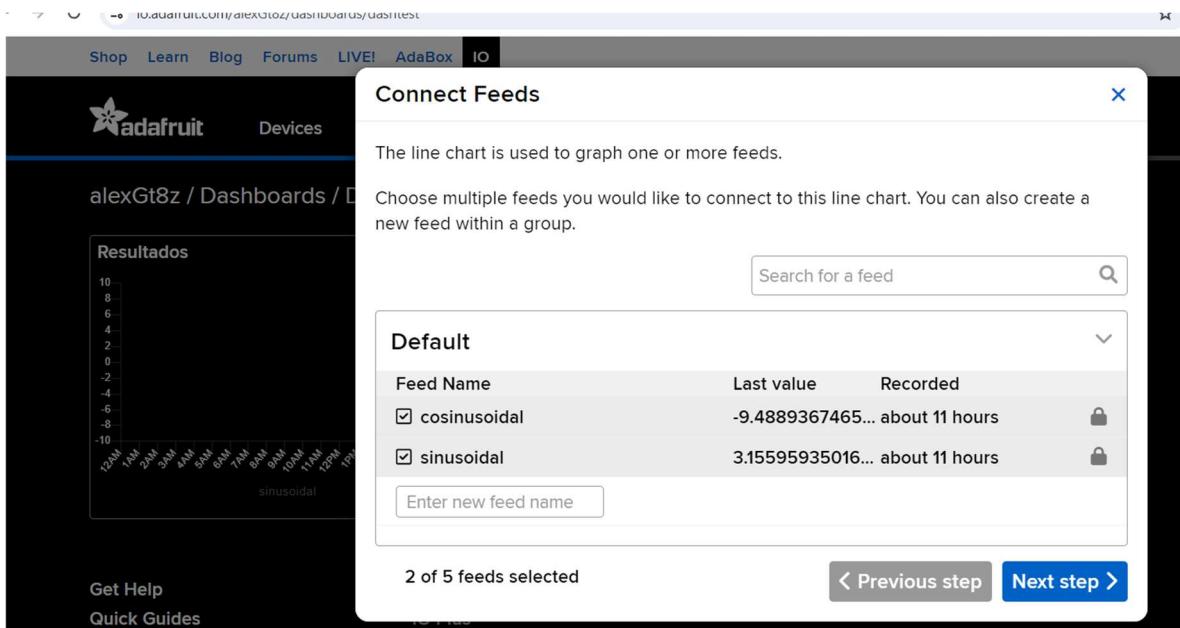 io.adafruit.com/alexGt8z/dashboards/dashtest
Shop Learn Blog Forums LIVE! AdaBox IO
adafruit Devices
alexGt8z / Dashboards / D
Resultados
10
8
6
4
2
0
-2
-4
-6
-8
-10
12AM 1AM 2AM 3AM 4AM 5AM 6AM 7AM 8AM 9AM 10AM 11AM 12PM 1PM
sinusoidal
Get Help
Quick Guides
IO Plus
Connect Feeds
The line chart is used to graph one or more feeds.
Choose multiple feeds you would like to connect to this line chart. You can also create a
new feed within a group.
Search for a feed
Default
Feed Name Last value Recorded
cosinusoidal -9.4889367465... about 11 hours
sinusoidal 3.15595935016... about 11 hours
Enter new feed name
2 of 5 feeds selected
Previous step
Next step